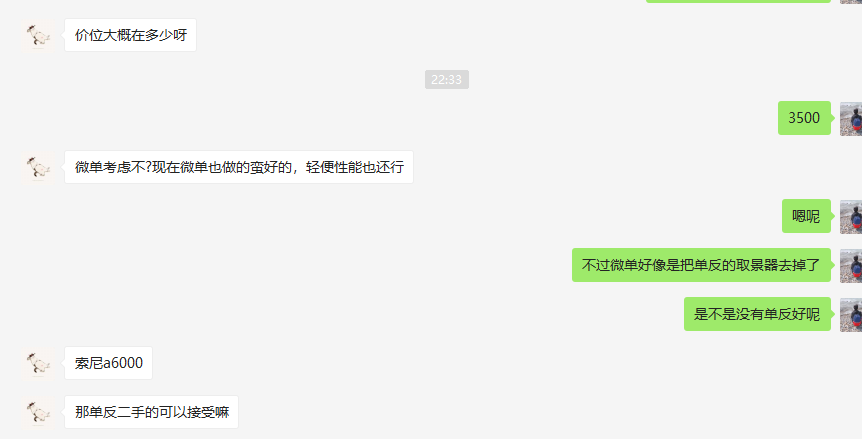 价位大概在多少呀
22:33
3500
微单考虑不?现在微单也做的蛮好的，轻便性能也还行
嗯呢
不过微单好像是把单反的取景器去掉了
是不是没有单反好呢
索尼a6000
那单反二手的可以接受嘛